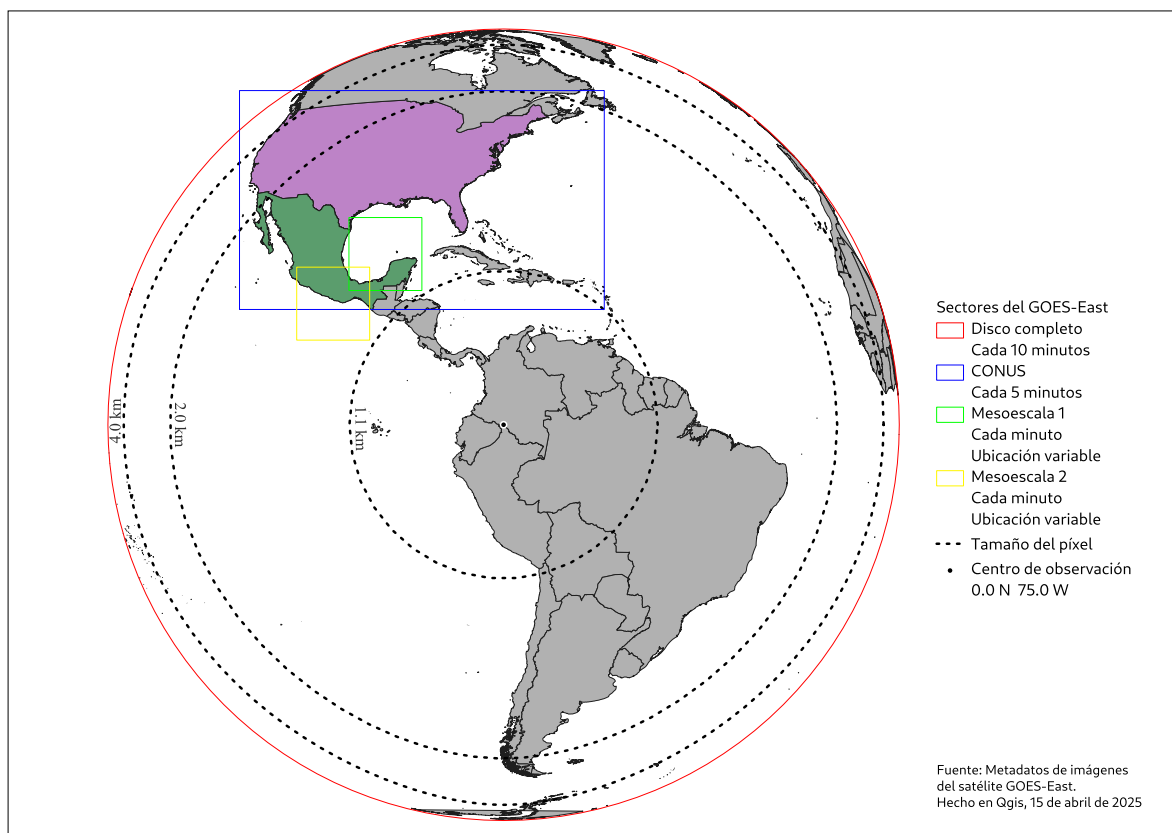 4.0 km
2.0 km
1.1 km
Sectores del GOES-East
Disco completo
Cada 10 minutos
CONUS
Cada 5 minutos
Mesoescala 1
Cada minuto
Ubicación variable
Mesoescala 2
Cada minuto
Ubicación variable
Tamaño del píxel
Centro de observación
0.0 N 75.0 W
Fuente: Metadatos de imágenes
del satélite GOES-East.
Hecho en Qgis, 15 de abril de 2025